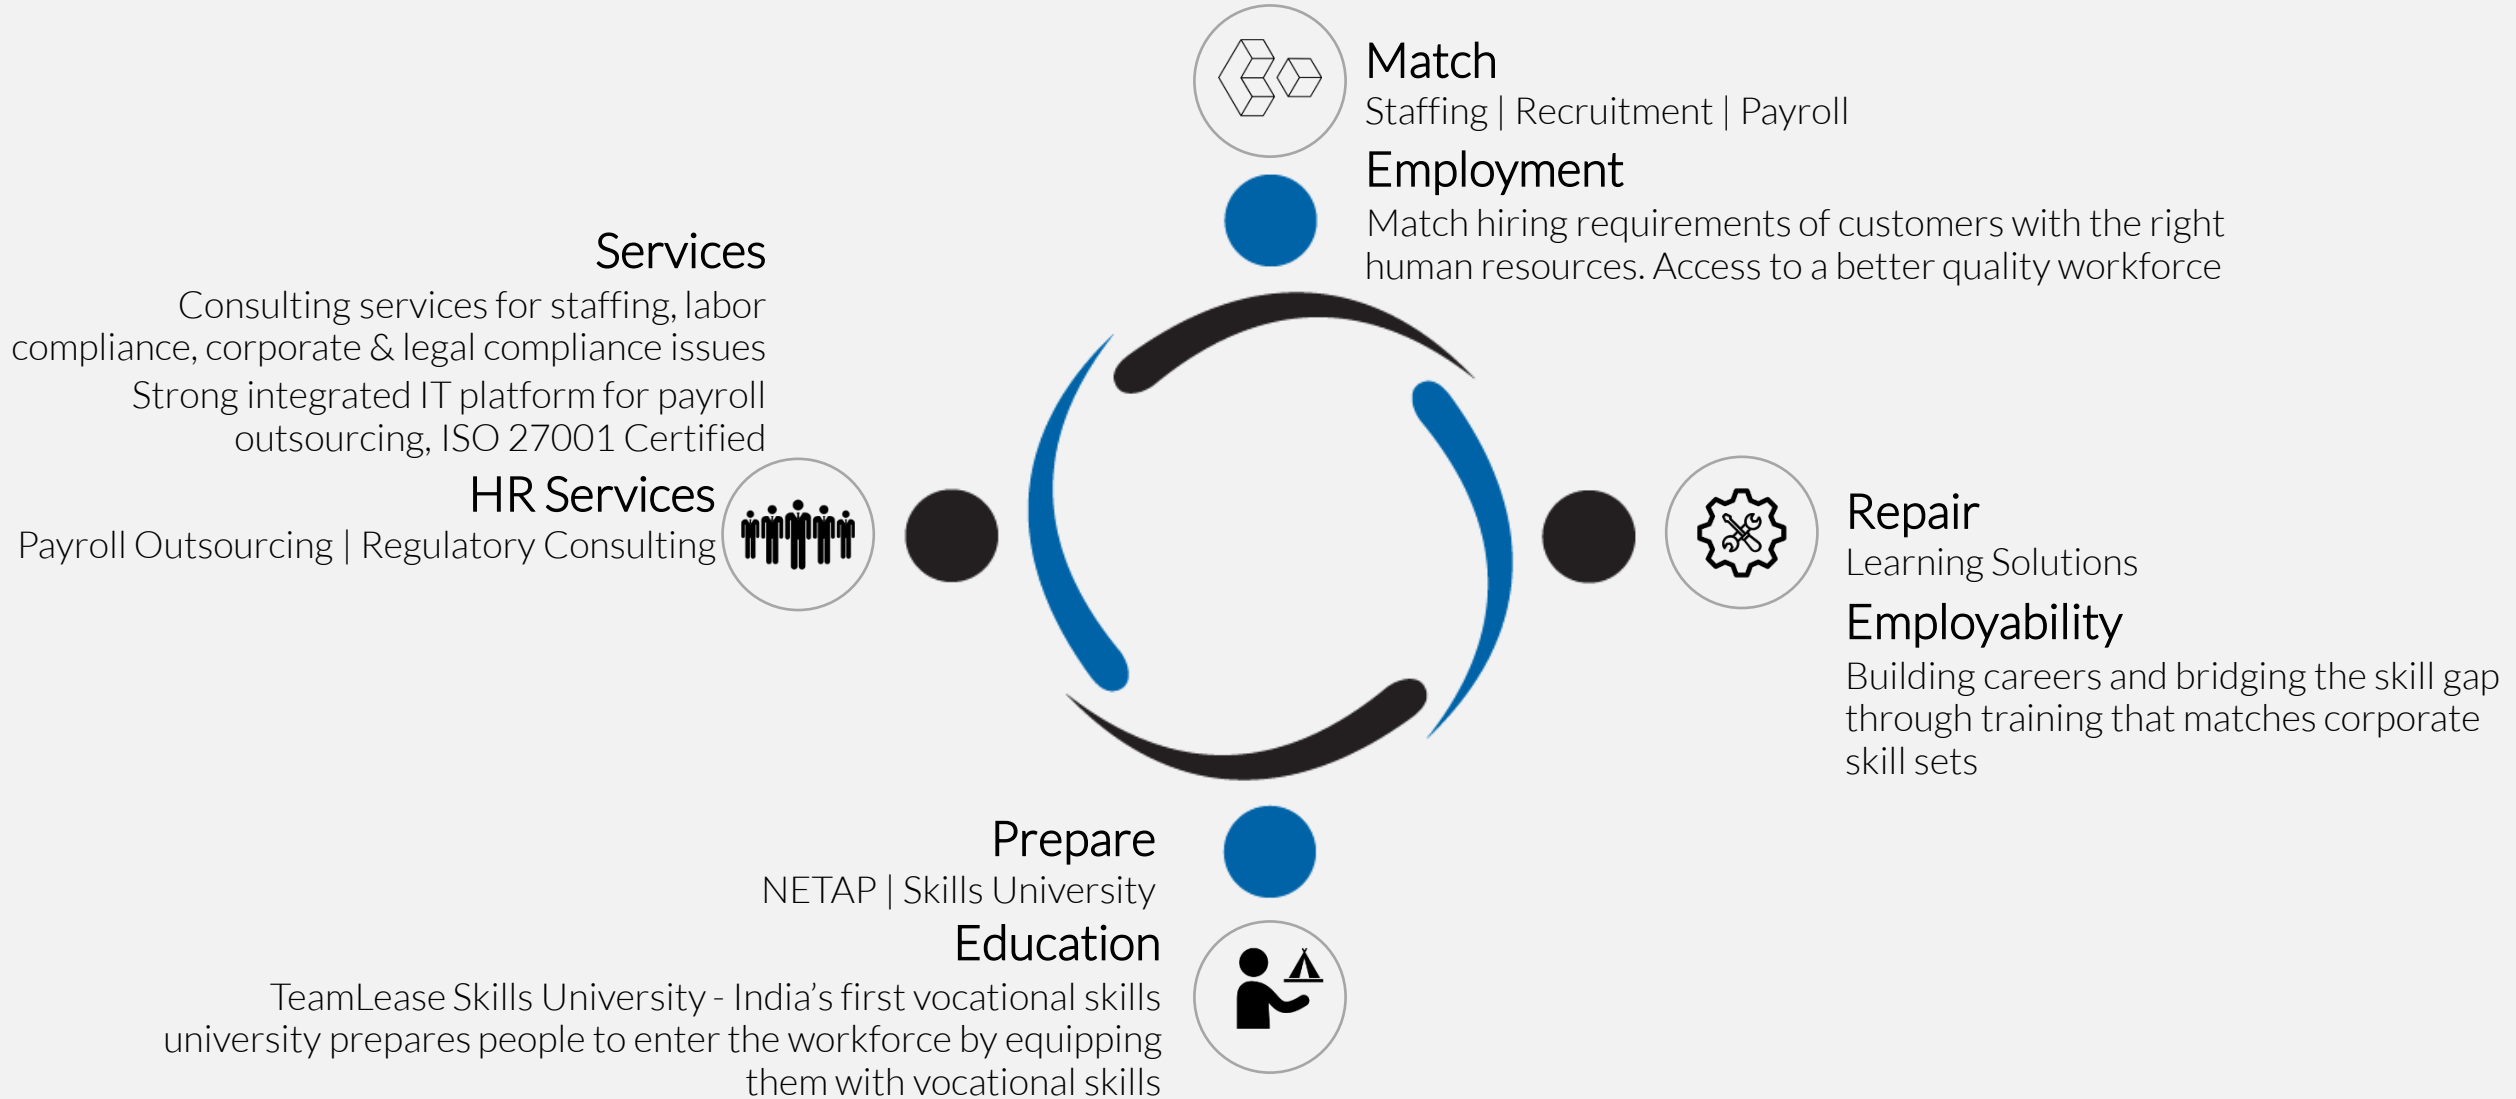 Match
Staffing | Recruitment | Payroll
Employment
Match hiring requirements of customers with the right
human resources. Access to a better quality workforce
Services
Consulting services for staffing, labor
compliance, corporate & legal compliance issues
Strong integrated IT platform for payroll
outsourcing, ISO 27001 Certified
HR Services
Payroll Outsourcing | Regulatory Consulting
Repair
Learning Solutions
Employability
Building careers and bridging the skill gap
through training that matches corporate
skill sets
Prepare
NETAP | Skills University
Education
TeamLease Skills University - India’s first vocational skills
university prepares people to enter the workforce by equipping
them with vocational skills